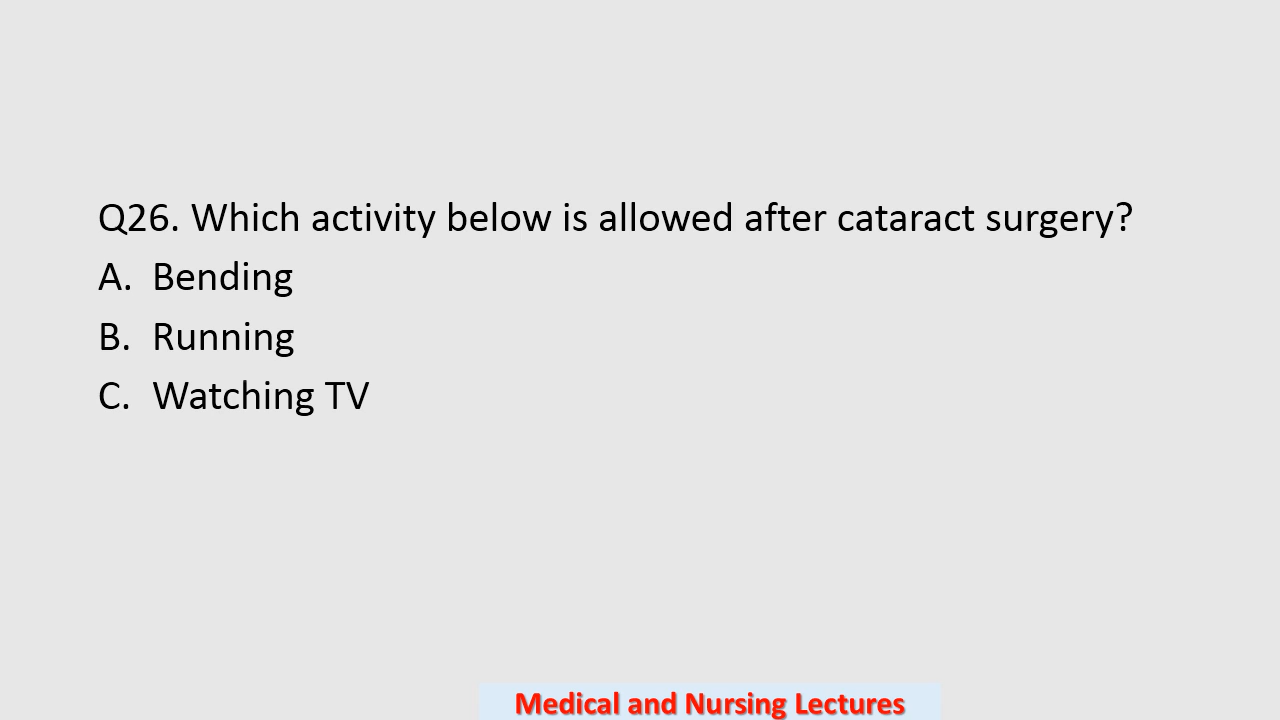 Q26. Which activity below is allowed after cataract surgery?
A. Bending
B. Running
C. Watching TV
Medical and Nursing Lectures